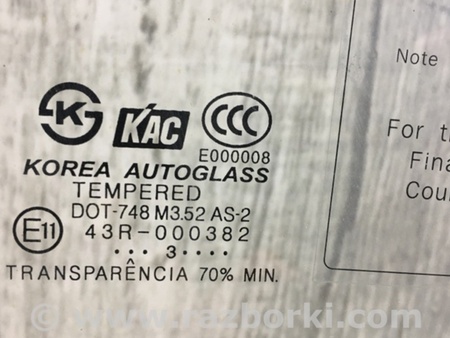 K
KAC
CCC
E000008
KOREA AUTOGLASS
TEMPERED
DOT-748 M3.52 AS-2
E11
43R-000382
... 3....
TRANSPARÊNCIA 70% MIN.
Note
For
Fina
Cou
© www.razborki.com